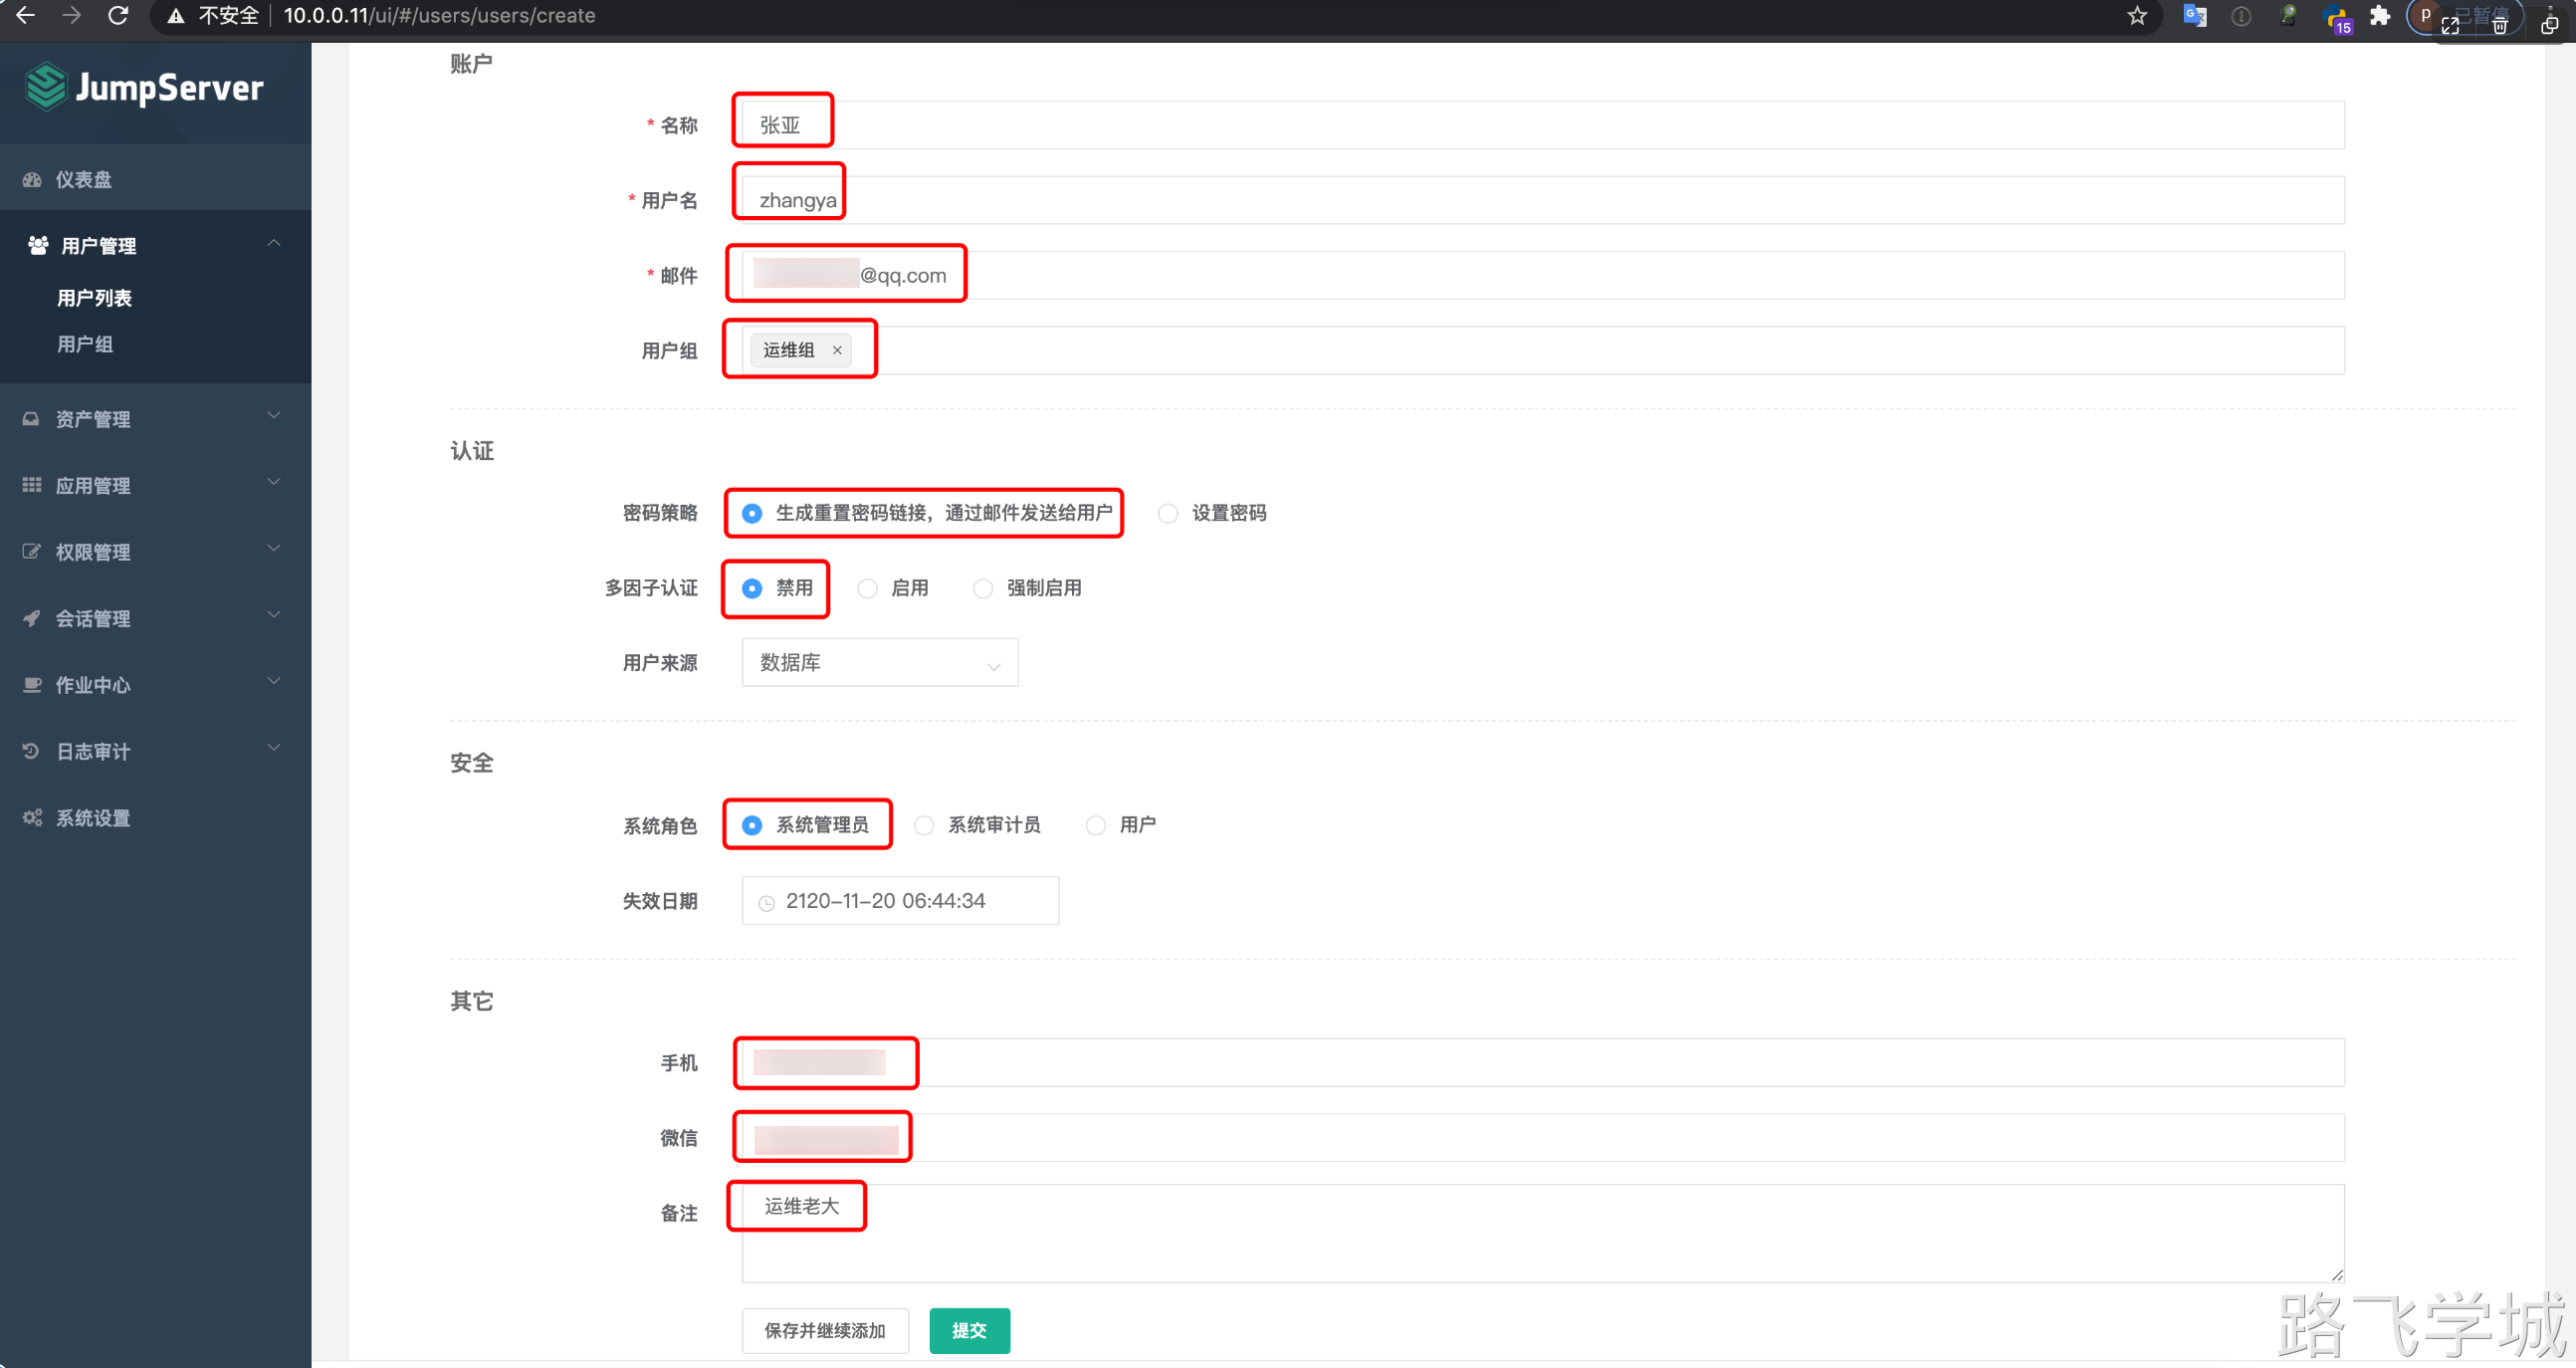 不安全 10.0.0.11/ui/#/users/users/create
15
p 已暂停
JumpServer
仪表盘
用户管理
用户列表
用户组
资产管理
应用管理
权限管理
会话管理
作业中心
日志审计
系统设置
账户
* 名称 张亚
* 用户名 zhangya
* 邮件 @qq.com
用户组 运维组 ×
认证
密码策略 生成重置密码链接，通过邮件发送给用户 设置密码
多因子认证 禁用 启用 强制启用
用户来源 数据库
安全
系统角色 系统管理员 系统审计员 用户
失效日期 2120-11-20 06:44:34
其它
手机
微信
备注 运维老大
保存并继续添加 提交
路飞学城